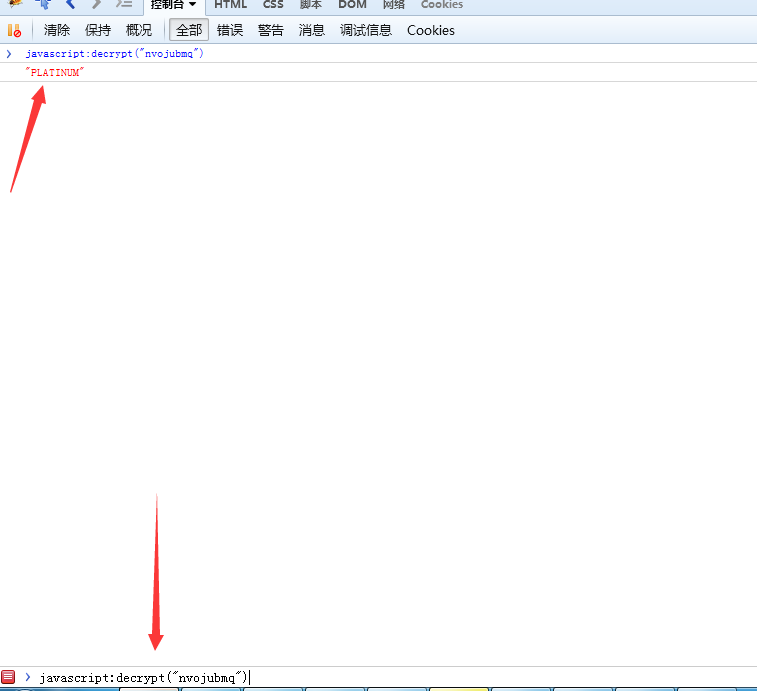 控制台 HTML CSS 脚本 DOM 网络 Cookies
清除 保持 概况 全部 错误 警告 消息 调试信息 Cookies
javascript:decrypt("nvojubmq")
"PLATINUM"
javascript:decrypt("nvojubmq")